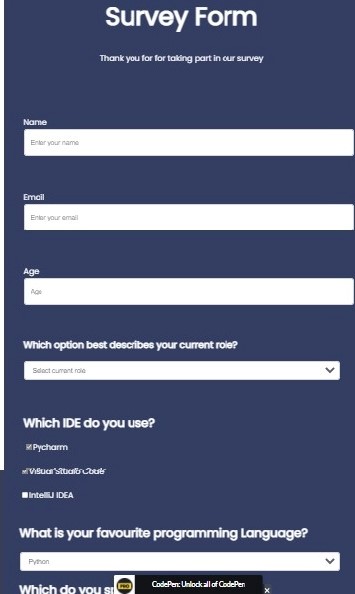 Survey Form
Thank you for for taking part in our survey
Name
Enter your name
Email
Enter your email
Age
Age
Which option best describes your current role?
Select current role
Which IDE do you use?
Pycharm
Visual Studio Code
IntelliJ IDEA
What is your favourite programming Language?
Python
Which do you
PRO
CodePen: Unlock all of CodePen
x